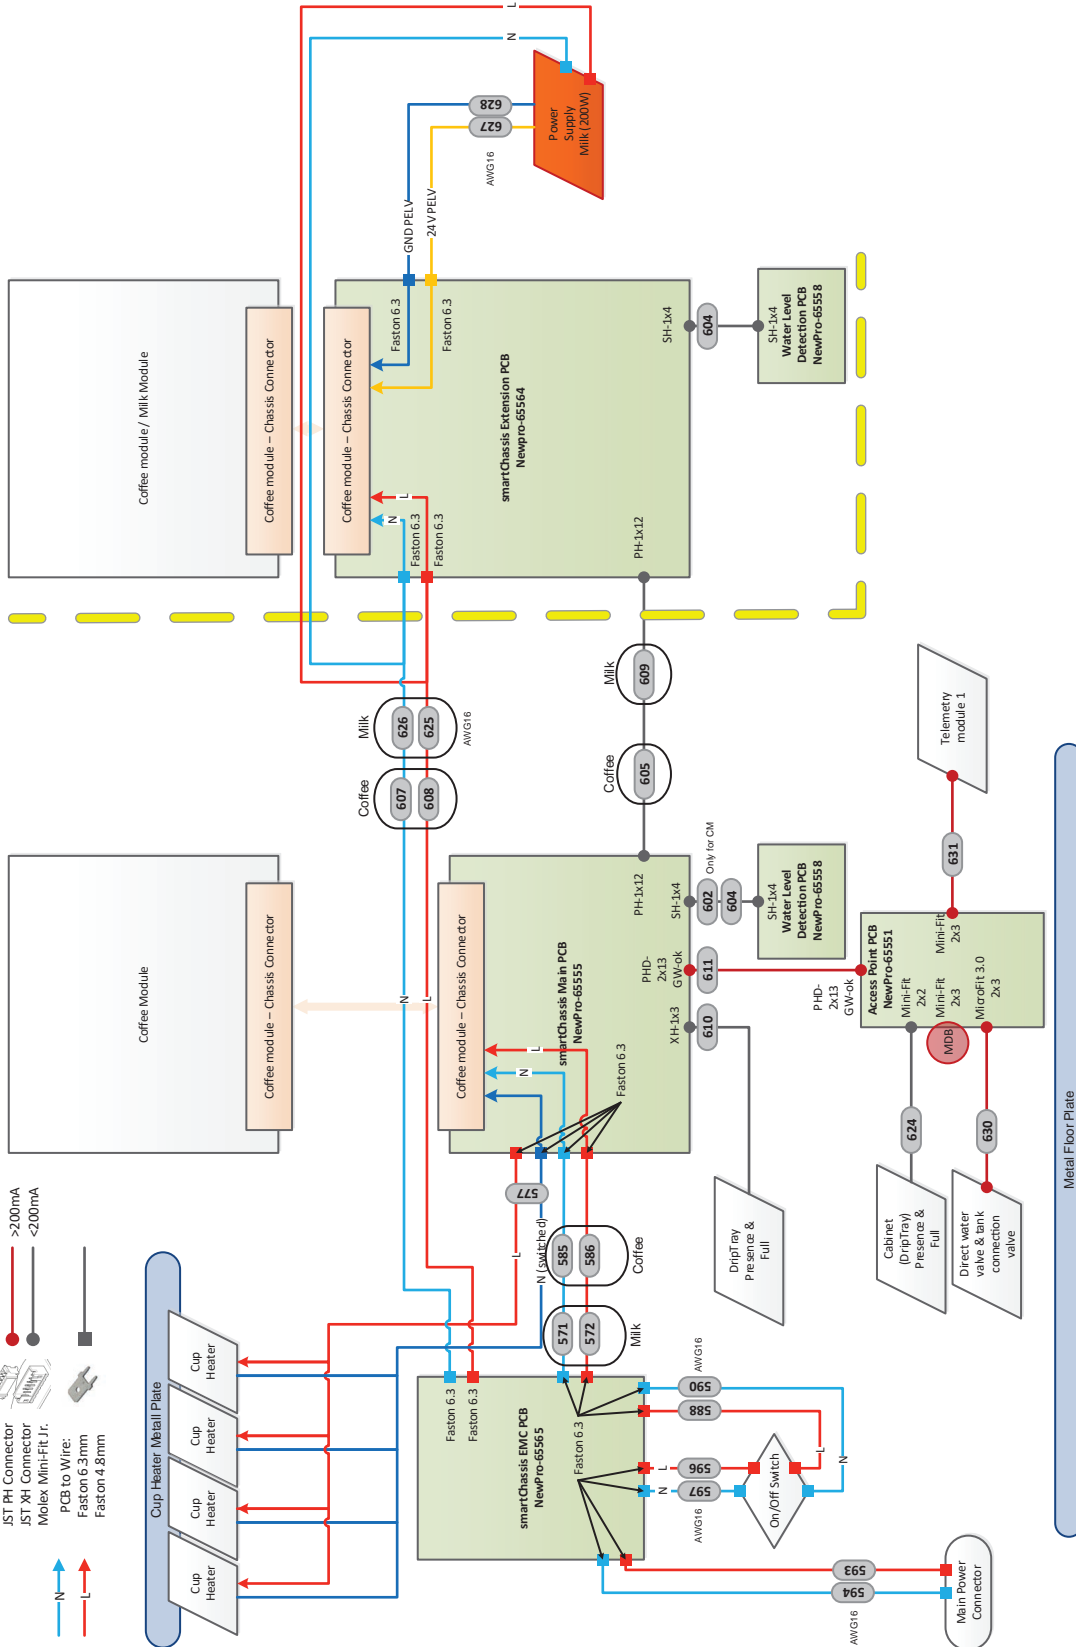 JST PH Connector
JST XH Connector
Molex Mini-Fit Jr.
PCB to Wire:
Faston 6.3mm
Faston 4.8mm
>200mA
<200mA
N
L
Cup Heater Metall Plate
Cup
Heater
Cup
Heater
Cup
Heater
Cup
Heater
Coffee Module
Coffee module – Chassis Connector
Coffee module – Chassis Connector
smartChassis Main PCB
NewPro-65555
Coffee module / Milk Module
Coffee module – Chassis Connector
Coffee module – Chassis Connector
smartChassis Extension PCB
Newpro-65564
N
L
Faston 6.3
Faston 6.3
Faston 6.3
Faston 6.3
GND PELV
24V PELV
AWG16
627
628
Power
Supply
Milk (200W)
N
L
PH-1x12
SH-1x4
604
SH-1x4
Water Level
Detection PCB
NewPro-65558
Milk
626
625
AWG16
Coffee
607
608
Milk
609
Coffee
605
N
L
N
L
Faston 6.3
577
L
N (switched)
585
586
Coffee
571
572
Milk
PH-1x12
SH-1x4
PHD-
2x13
GW-ok
XH-1x3
602
604
Only for CM
611
610
SH-1x4
Water Level
Detection PCB
NewPro-65558
DripTray
Presence &
Full
PHD-
2x13
GW-ok
Access Point PCB
NewPro-65551
Mini-Fit
2x2
Mini-Fit
2x3
Mini-Fit
2x3
MicroFit 3.0
2x3
MDB
631
Telemetry
module 1
624
630
Cabinet
(DripTray)
Presence &
Full
Direct water
valve & tank
connection
valve
smartChassis EMC PCB
NewPro-65565
Faston 6.3
Faston 6.3
Faston 6.3
AWG16
590
588
L
N
596
597
L
N
AWG16
On/Off Switch
593
594
AWG16
Main Power
Connector
Metal Floor Plate